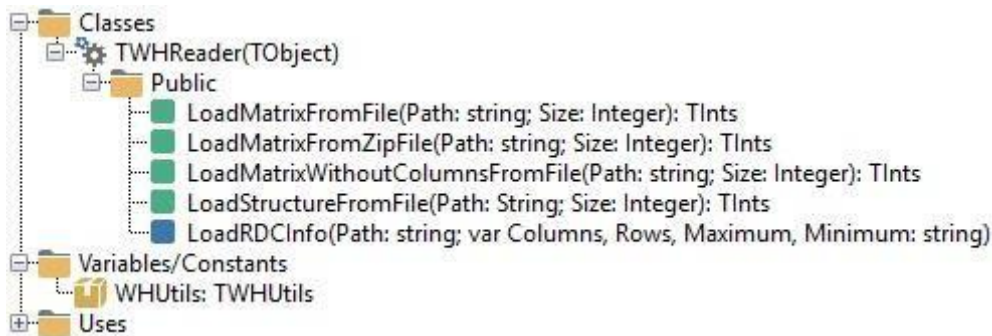 Classes
TWHReader(TObject)
Public
LoadMatrixFromFile(Path: string; Size: Integer): TInts
LoadMatrixFromZipFile(Path: string; Size: Integer): TInts
LoadMatrixWithoutColumnsFromFile(Path: string; Size: Integer): TInts
LoadStructureFromFile(Path: String; Size: Integer): TInts
LoadRDCInfo(Path: string; var Columns, Rows, Maximum, Minimum: string)
Variables/Constants
WHUtils: TWHUtils
Uses